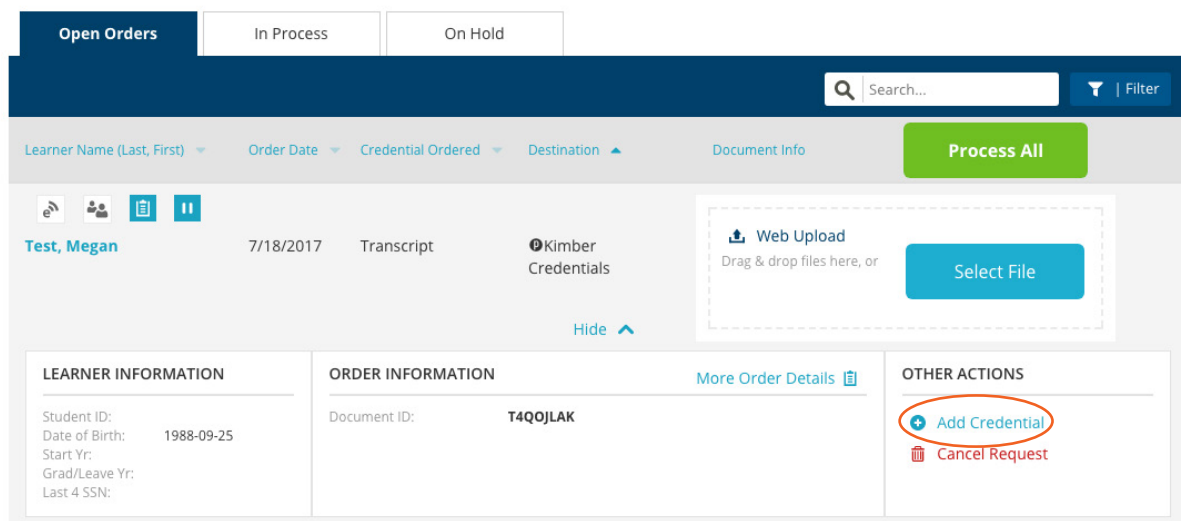 Open Orders
In Process
On Hold
Search...
| Filter
Learner Name (Last, First)
Order Date
Credential Ordered
Destination
Document Info
Process All
Test, Megan
7/18/2017
Transcript
PKimber
Credentials
Web Upload
Drag & drop files here, or
Select File
Hide
LEARNER INFORMATION
Student ID:
Date of Birth: 1988-09-25
Start Yr:
Grad/Leave Yr:
Last 4 SSN:
ORDER INFORMATION
More Order Details
Document ID: T4QOJLAK
OTHER ACTIONS
Add Credential
Cancel Request